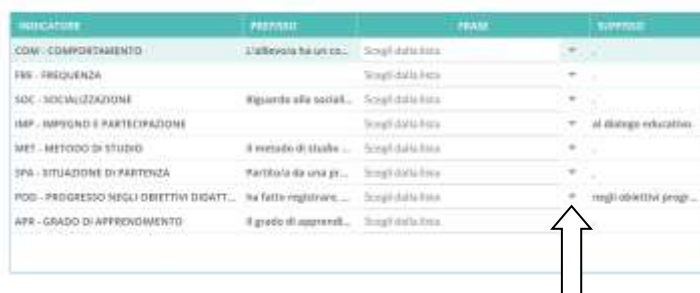 INDICATORE PREFISSO FRASE SUFFISSO
COM - COMPORTAMENTO L'allievo/a ha un co... Scegli dalla lista .
FRE - FREQUENZA Scegli dalla lista .
SOC - SOCIALIZZAZIONE Riguardo alla sociali... Scegli dalla lista .
IMP - IMPEGNO E PARTECIPAZIONE Scegli dalla lista al dialogo educativo.
MET - METODO DI STUDIO Il metodo di studio ... Scegli dalla lista .
SPA - SITUAZIONE DI PARTENZA Partito/a da una pr... Scegli dalla lista .
POD - PROGRESSO NEGLI OBIETTIVI DIDATT... ha fatto registrare ... Scegli dalla lista negli obiettivi progr...
APR - GRADO DI APPRENDIMENTO Il grado di apprendi... Scegli dalla lista